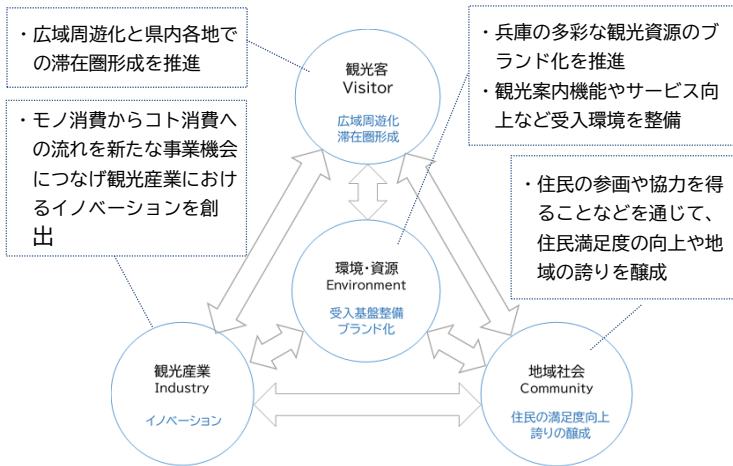 ・広域周遊化と県内各地で
の滞在圏形成を推進
・モノ消費からコト消費へ
の流れを新たな事業機会
につなげ観光産業におけ
るイノベーションを創
出
・兵庫の多彩な観光資源のブ
ランド化を推進
・観光案内機能やサービス向
上など受入環境を整備
・住民の参画や協力を得
ることなどを通じて、
住民満足度の向上や地
域の誇りを醸成
観光客
Visitor
広域周遊化
滞在圏形成
環境・資源
Environment
受入基盤整備
ブランド化
観光産業
Industry
イノベーション
地域社会
Community
住民の満足度向上
誇りの醸成